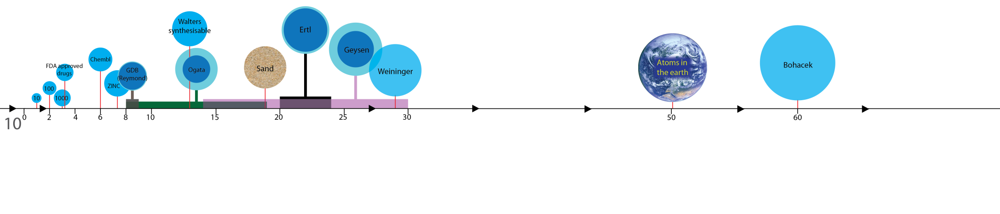 Walters
synthesisable
Ertl
Geysen
Chembl
FDA approved
drugs
GDB
(Reymond)
ZINC
Ogata
Sand
Weininger
Atoms in
the earth
Bohacek
10
100
1000
10
0
2
4
6
8
10
15
20
25
30
50
60